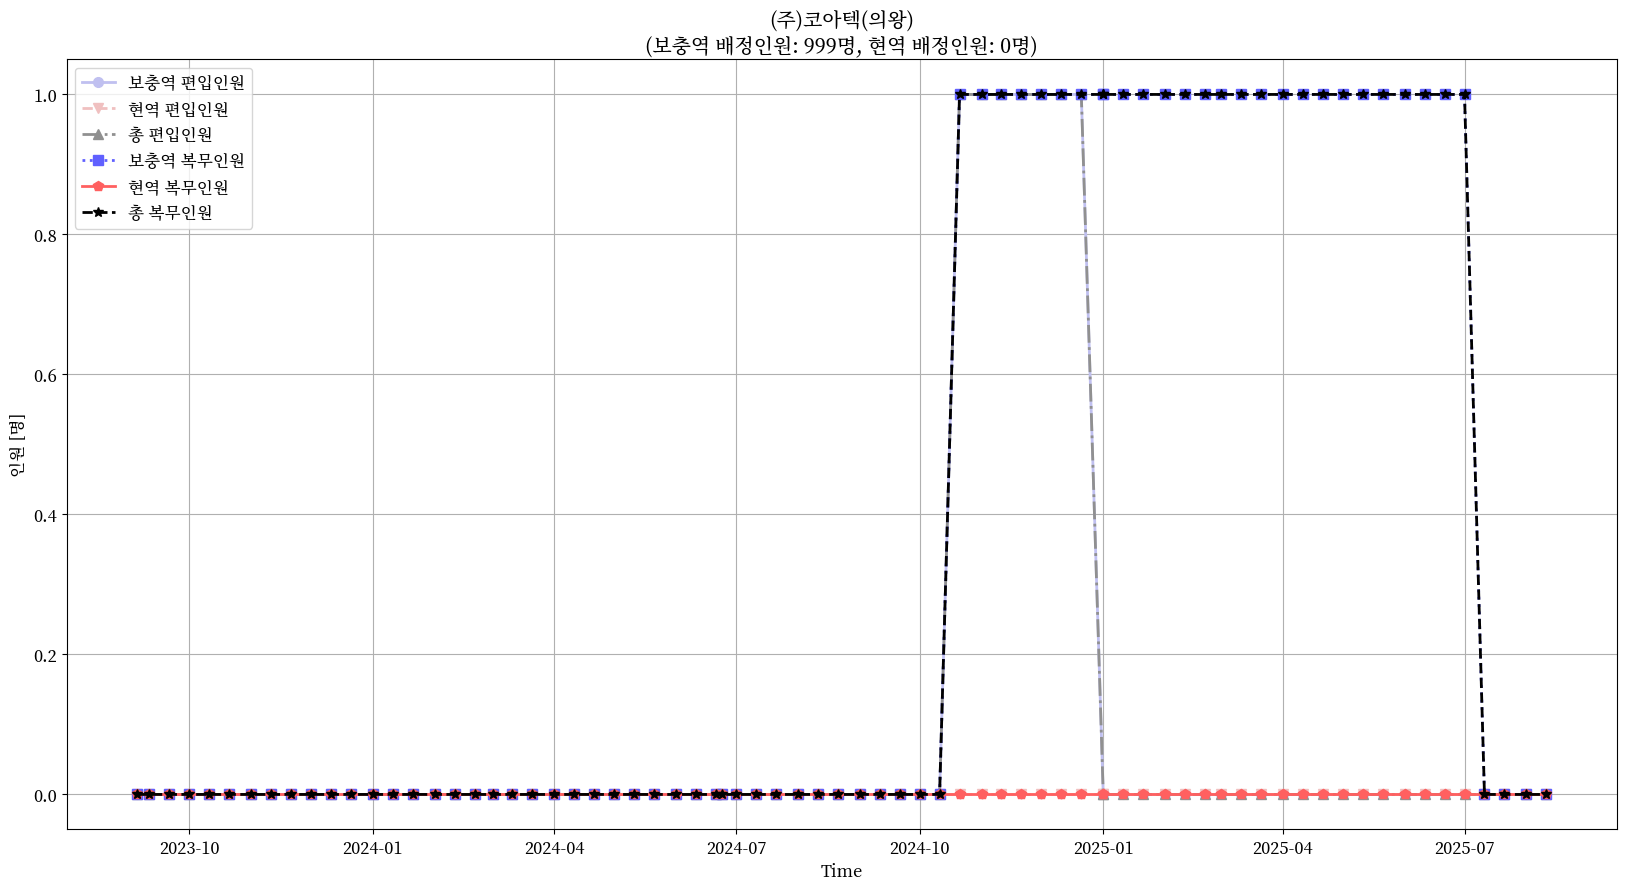 (주)코아텍(의왕)
(보충역 배정인원: 999명, 현역 배정인원: 0명)
보충역 편입인원
현역 편입인원
총 편입인원
보충역 복무인원
현역 복무인원
총 복무인원
인원 [명]
1.0
0.8
0.6
0.4
0.2
0.0
2023-10
2024-01
2024-04
2024-07
2024-10
2025-01
2025-04
2025-07
Time